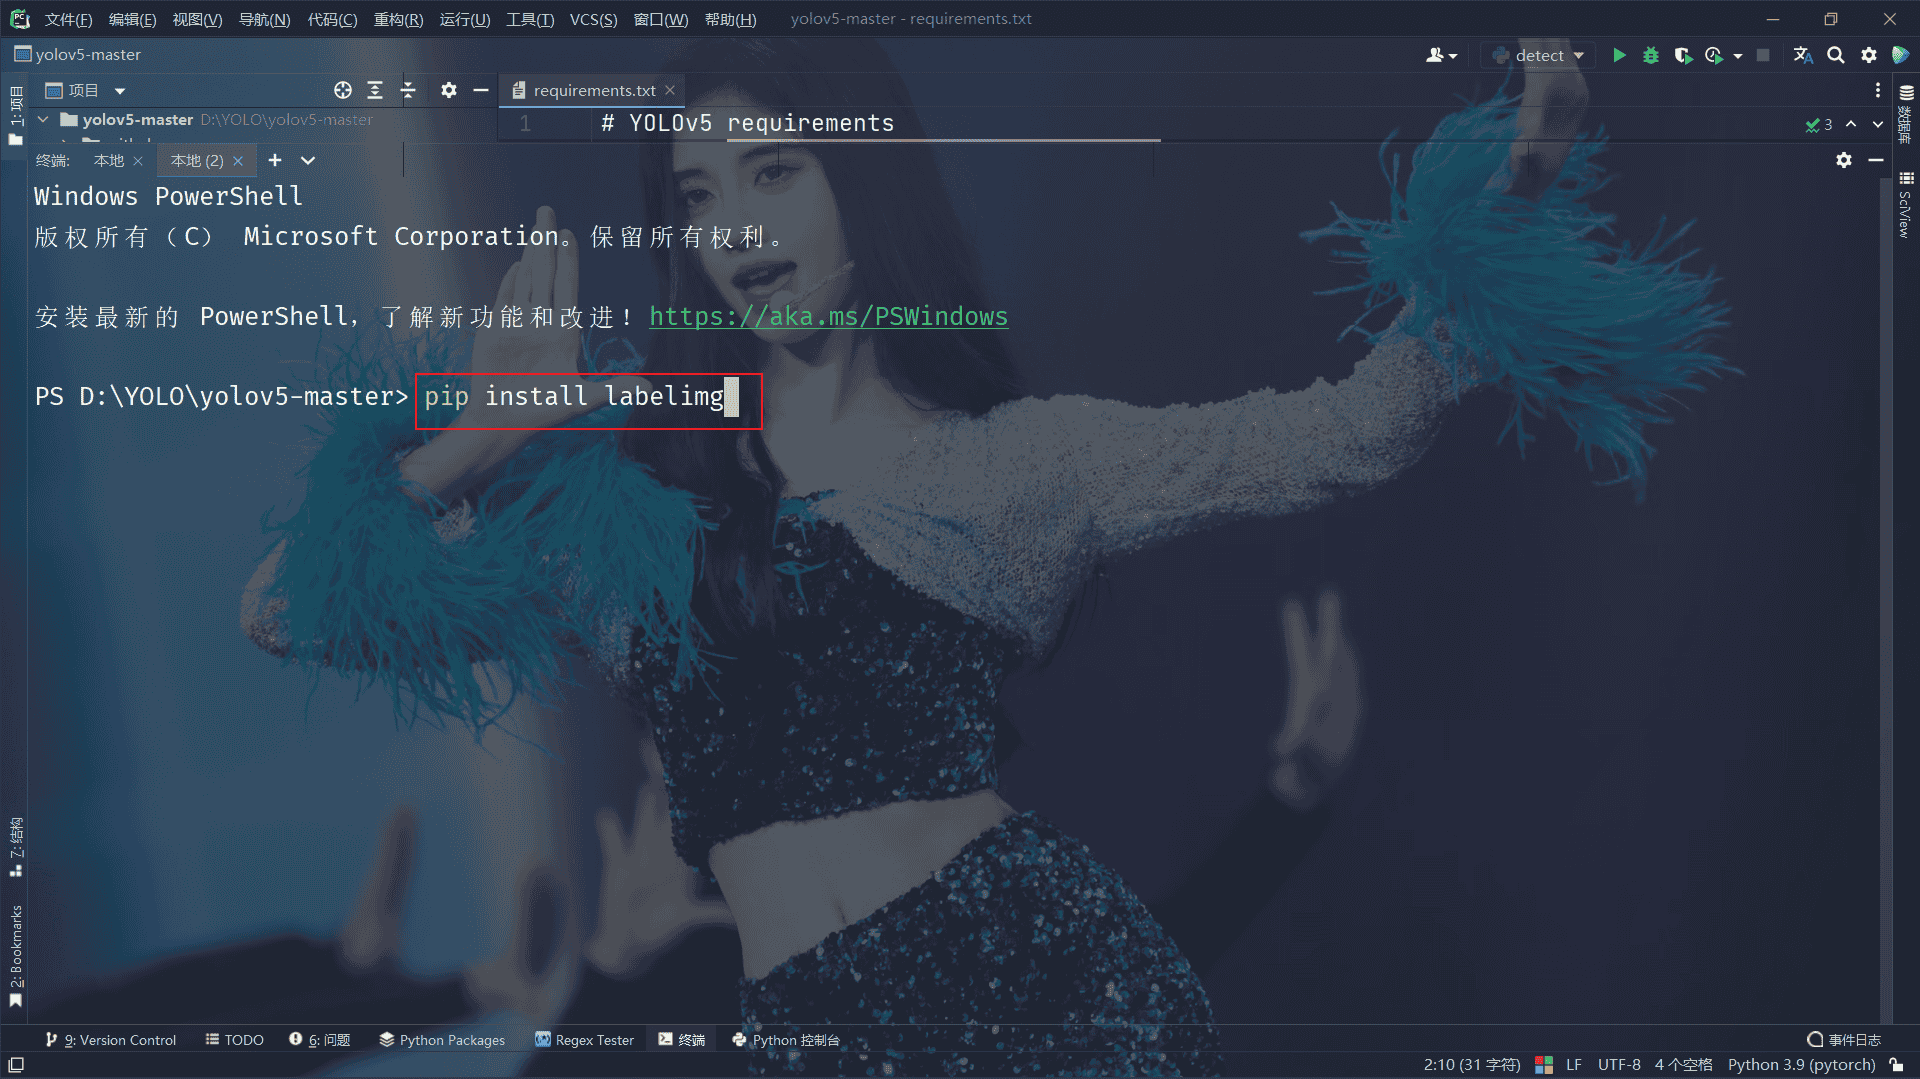 文件(F) 编辑(E) 视图(V) 导航(N) 代码(C) 重构(R) 运行(U) 工具(T) VCS(S) 窗口(W) 帮助(H) yolov5-master - requirements.txt
yolov5-master
detect
项目
requirements.txt
yolov5-master D:\YOLO\yolov5-master
1 # YOLOv5 requirements
3
终端: 本地 本地 (2)
Windows PowerShell
版权所有（C） Microsoft Corporation。保留所有权利。
安装最新的 PowerShell，了解新功能和改进！https://aka.ms/PSWindows
PS D:\YOLO\yolov5-master> pip install labelimg
1: 项目
7: 结构
2: Bookmarks
数据库
SciView
9: Version Control TODO 6: 问题 Python Packages Regex Tester 终端 Python 控制台 事件日志
2:10 (31 字符) LF UTF-8 4 个空格 Python 3.9 (pytorch)